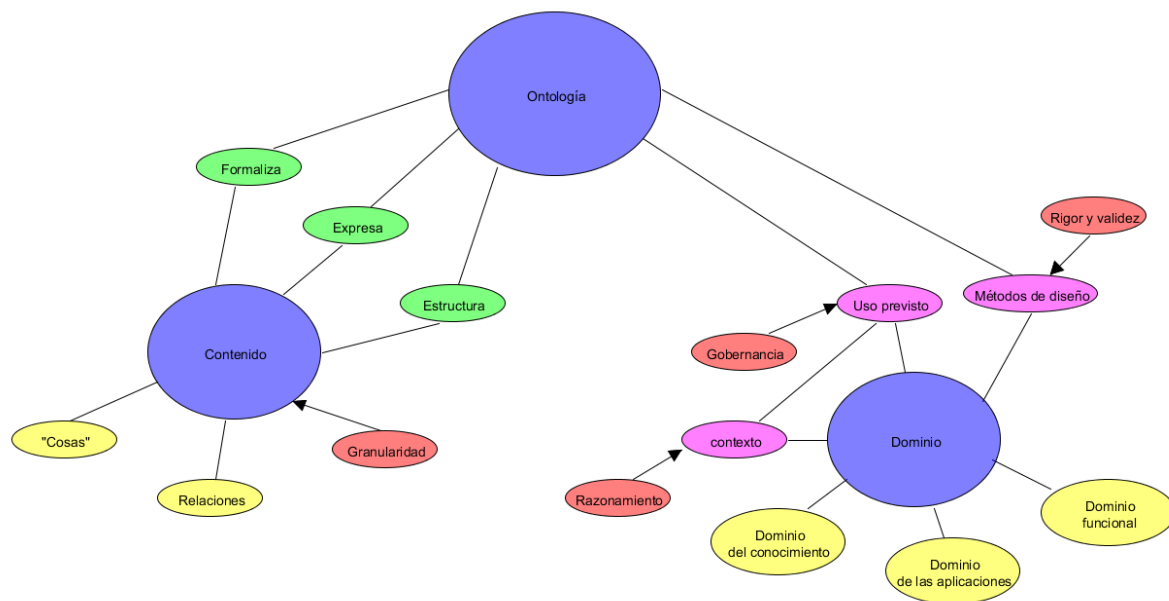 Ontología
Formaliza
Expresa
Estructura
Contenido
"Cosas"
Relaciones
Granularidad
Rigor y validez
Métodos de diseño
Uso previsto
Gobernancia
contexto
Razonamiento
Dominio
Dominio
del conocimiento
Dominio
de las aplicaciones
Dominio
funcional